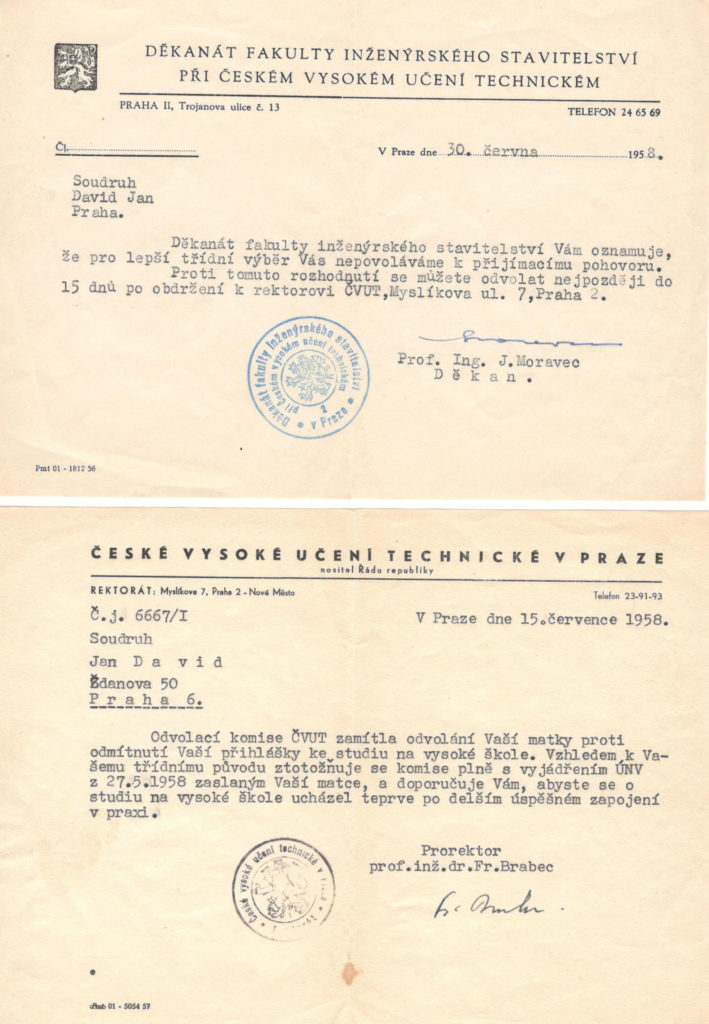 DĚKANÁT FAKULTY INŽENÝRSKÉHO STAVITELSTVÍ
PŘI ČESKÉM VYSOKÉM UČENÍ TECHNICKÉM
PRAHA II, Trojanova ulice č. 13
TELEFON 24 65 69
Čj.
V Praze dne 30. června 1958.
Soudruh
David Jan
Praha.
Děkanát fakulty inženýrského stavitelství Vám oznamuje,
že pro lepší třídní výběr Vás nepovoláváme k přijímacímu pohovoru.
Proti tomuto rozhodnutí se můžete odvolat nejpozději do
15 dnů po obdržení k rektorovi ČVUT,Myslíkova ul. 7,Praha 2.
Děkanát fakulty inženýrského stavitelství
při českém vysokém učení technickém
2
* v Praze *
Prof. Ing. J.Moravec
D ě k a n .
Pmt 01 - 1812 56
ČESKÉ VYSOKÉ UČENÍ TECHNICKÉ V PRAZE
nositel Řádu republiky
REKTORÁT: Myslíkova 7, Praha 2 - Nové Město
Telefon 23-91-93
Č.j. 6667/I
V Praze dne 15.července 1958.
Soudruh
Jan D a v i d
Ždanova 50
P r a h a 6.
Odvolací komise ČVUT zamítla odvolání Vaší matky proti
odmítnutí Vaší přihlášky ke studiu na vysoké škole. Vzhledem k Va-
šemu třídnímu původu ztotožňuje se komise plně s vyjádřením ÚNV
z 27.5.1958 zaslaným Vaší matce, a doporučuje Vám, abyste se o
studiu na vysoké škole ucházel teprve po delším úspěšném zapojení
v praxi.
České vysoké učení technické v Praze
Prorektor
prof.inž.dr.Fr.Brabec
01 - 5054 57